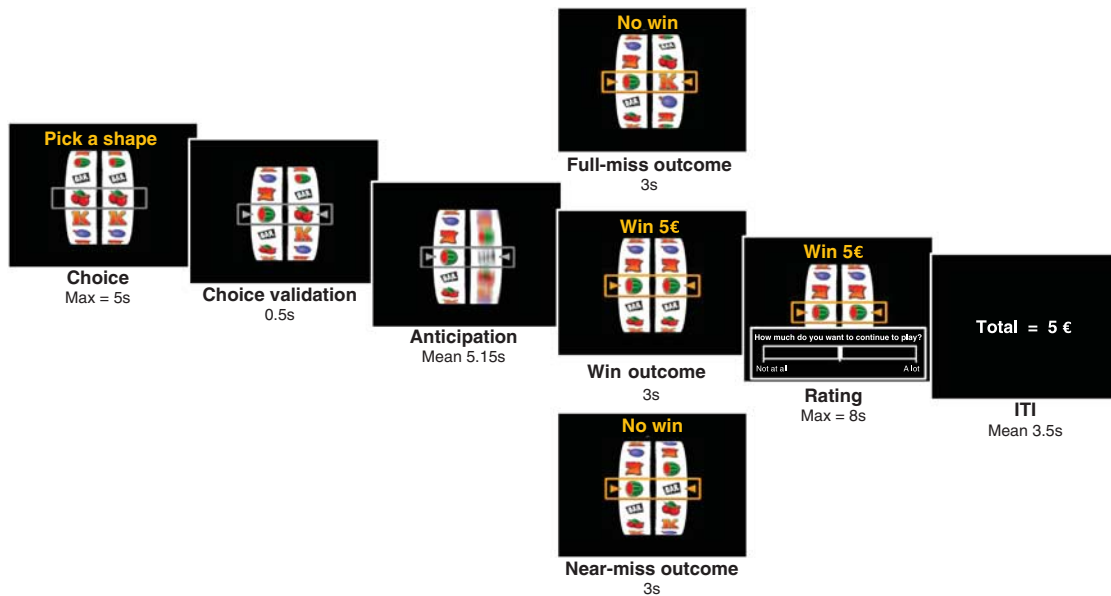 Pick a shape
Choice
Max = 5s
Choice validation
0.5s
Anticipation
Mean 5.15s
No win
Full-miss outcome
3s
Win 5€
Win outcome
3s
No win
Near-miss outcome
3s
Win 5€
How much do you want to continue to play?
Not at all
A lot
Rating
Max = 8s
Total = 5 €
ITI
Mean 3.5s